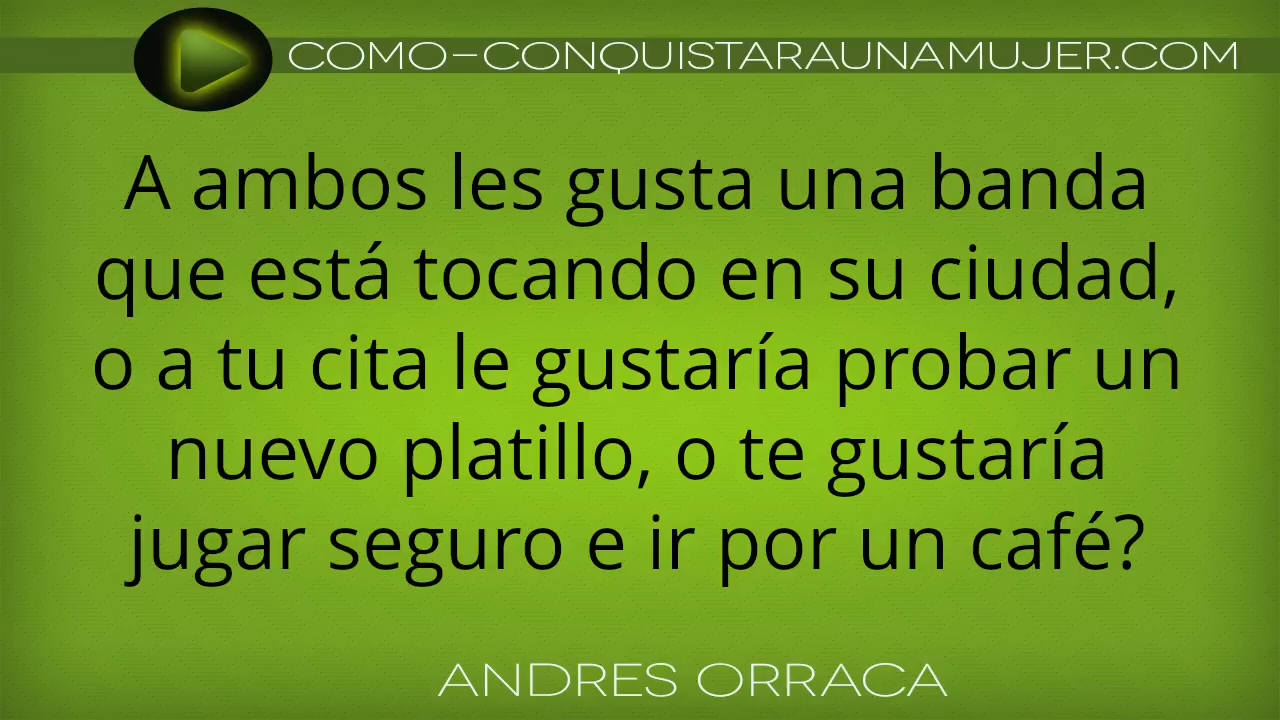 COMO-CONQUISTARAUNAMUJER.COM
A ambos les gusta una banda
que está tocando en su ciudad,
o a tu cita le gustaría probar un
nuevo platillo, o te gustaría
jugar seguro e ir por un café?
ANDRES ORRACA